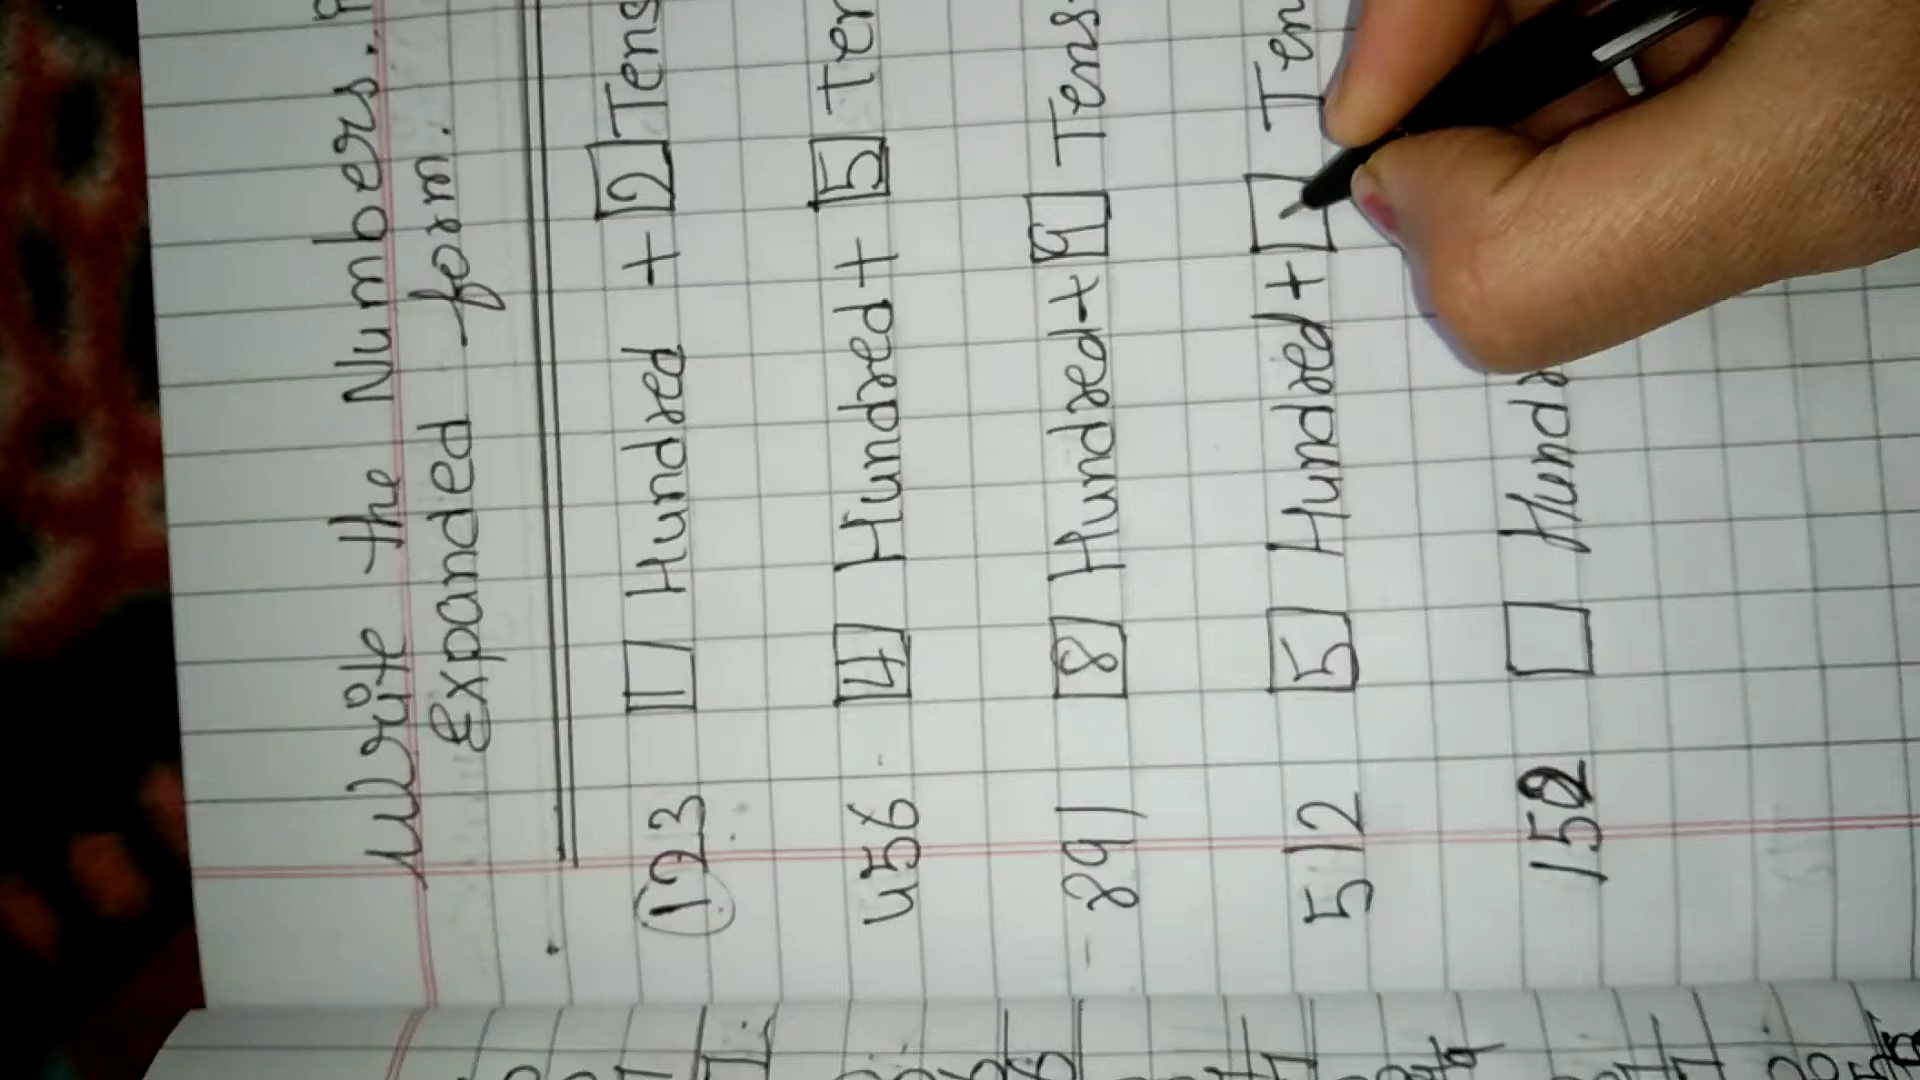 Write the Numbers.
Expanded form.
123 1 Hundred + 2 Tens
456 4 Hundred + 5 Ten
891 8 Hundred + 9 Tens
512 5 Hundred + Ten
152 Hund